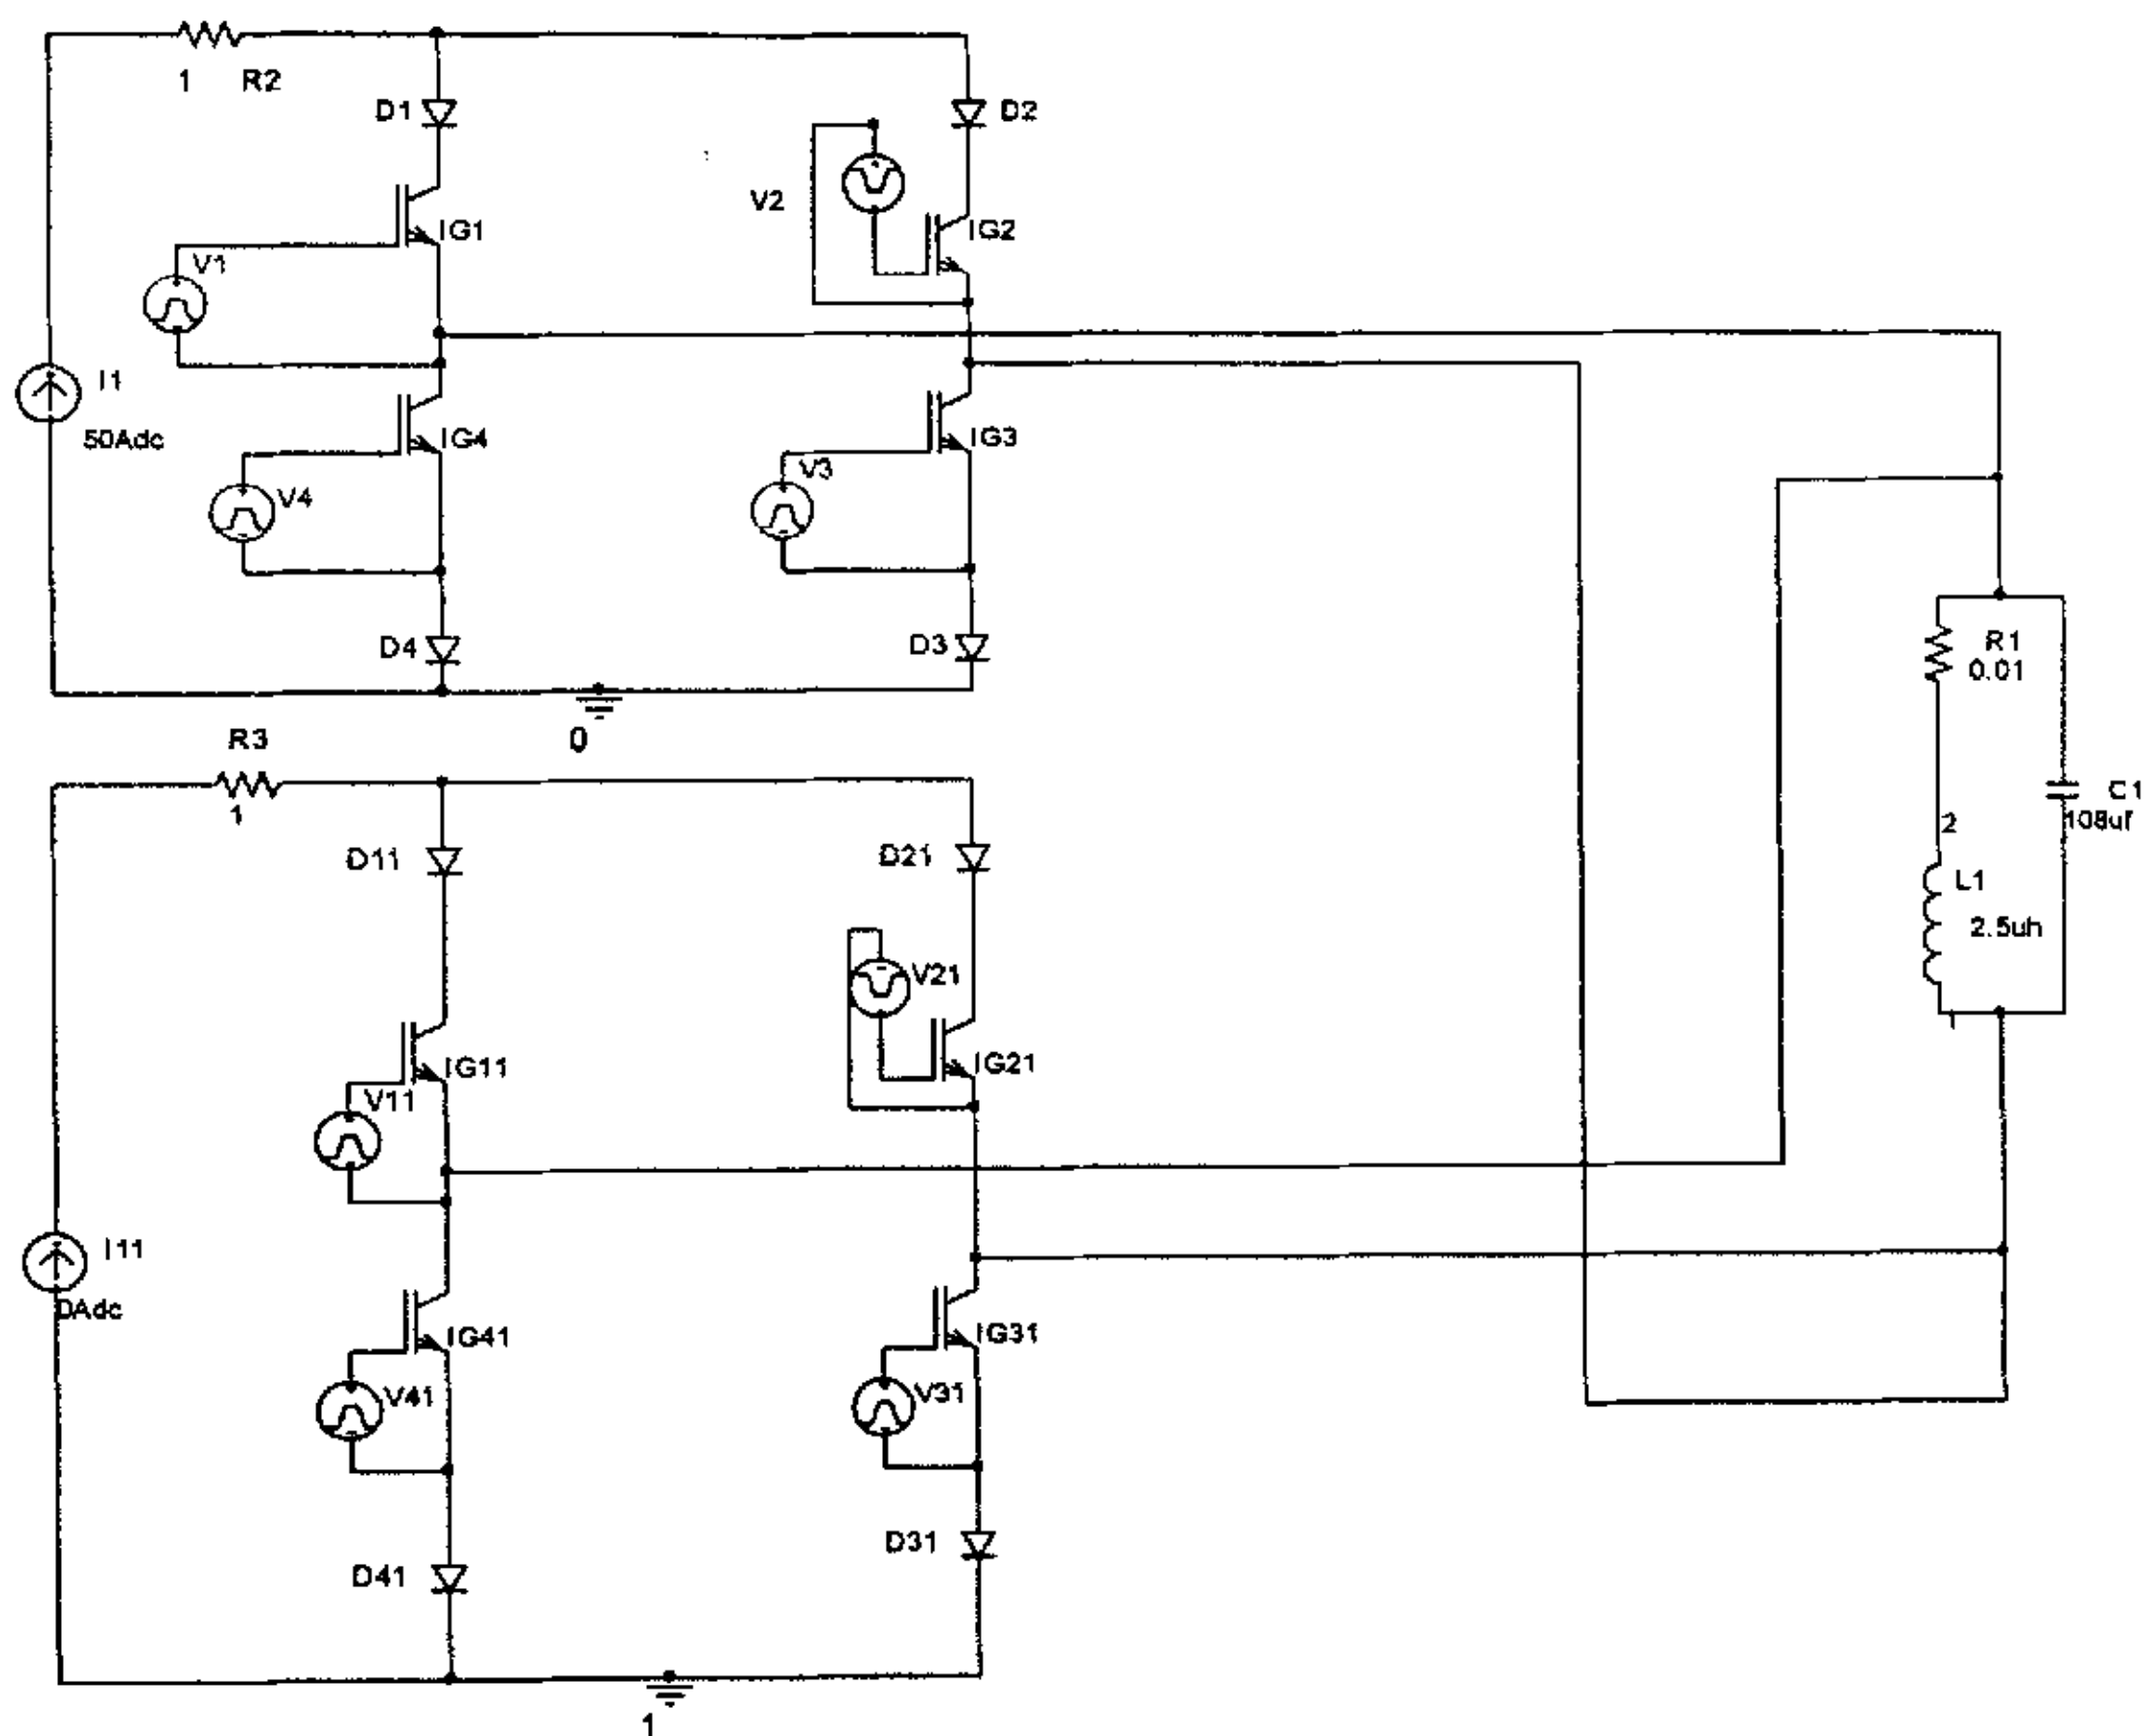 1 R2
D1
D2
V2
IG1
IG2
V1
I1
50Adc
IG4
IG3
V4
V3
D4
D3
R1
0.01
0
R3
1
C1
108uf
2
D11
D21
L1
2.5uh
V21
1
IG11
IG21
V11
I11
0Adc
IG41
IG31
V41
V31
D31
D41
1